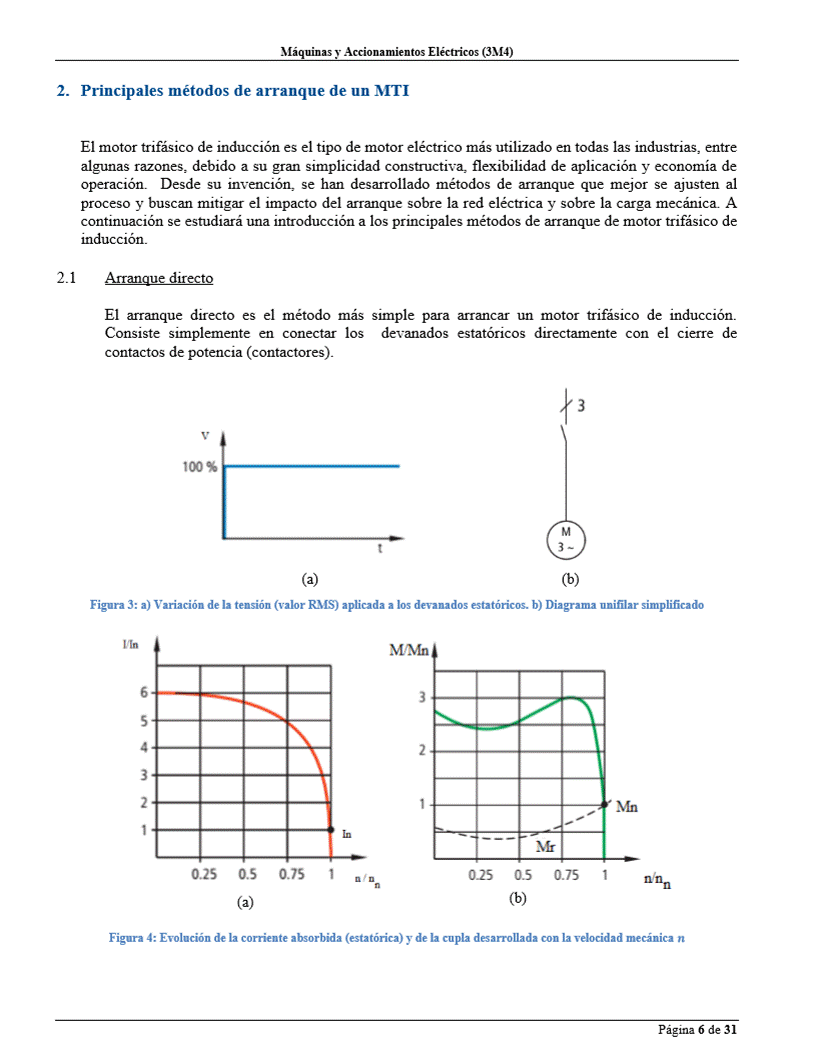 Máquinas y Accionamientos Eléctricos (3M4)
2. Principales métodos de arranque de un MTI
El motor trifásico de inducción es el tipo de motor eléctrico más utilizado en todas las industrias, entre
algunas razones, debido a su gran simplicidad constructiva, flexibilidad de aplicación y economía de
operación. Desde su invención, se han desarrollado métodos de arranque que mejor se ajusten al
proceso y buscan mitigar el impacto del arranque sobre la red eléctrica y sobre la carga mecánica. A
continuación se estudiará una introducción a los principales métodos de arranque de motor trifásico de
inducción.
2.1 Arranque directo
El arranque directo es el método más simple para arrancar un motor trifásico de inducción.
Consiste simplemente en conectar los devanados estatóricos directamente con el cierre de
contactos de potencia (contactores).
V
100 %
t
(a)
3
M
3 ~
(b)
Figura 3: a) Variación de la tensión (valor RMS) aplicada a los devanados estatóricos. b) Diagrama unifilar simplificado
I/In
6
5
4
3
2
1
In
0.25 0.5 0.75 1 n/nn
(a)
M/Mn
3
2
1
Mn
Mr
0.25 0.5 0.75 1 n/nn
(b)
Figura 4: Evolución de la corriente absorbida (estatórica) y de la cupla desarrollada con la velocidad mecánica n
Página 6 de 31